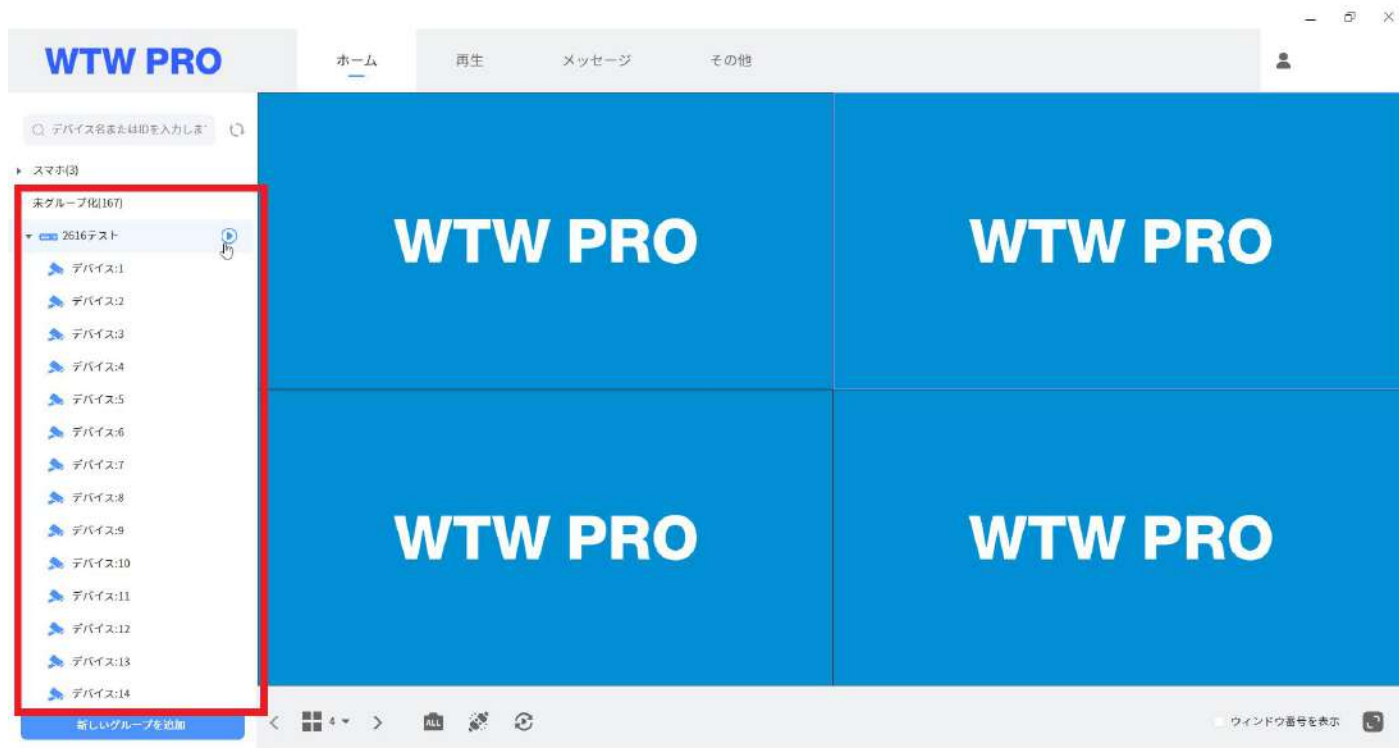 WTW PRO
ホーム
再生
メッセージ
その他
デバイス名またはIDを入力しま
スマホ(3)
未グループ化(167)
2616テスト
デバイス:1
デバイス:2
デバイス:3
デバイス:4
デバイス:5
デバイス:6
デバイス:7
デバイス:8
デバイス:9
デバイス:10
デバイス:11
デバイス:12
デバイス:13
デバイス:14
新しいグループを追加
WTW PRO
WTW PRO
WTW PRO
WTW PRO
4
ALL
ウィンドウ番号を表示